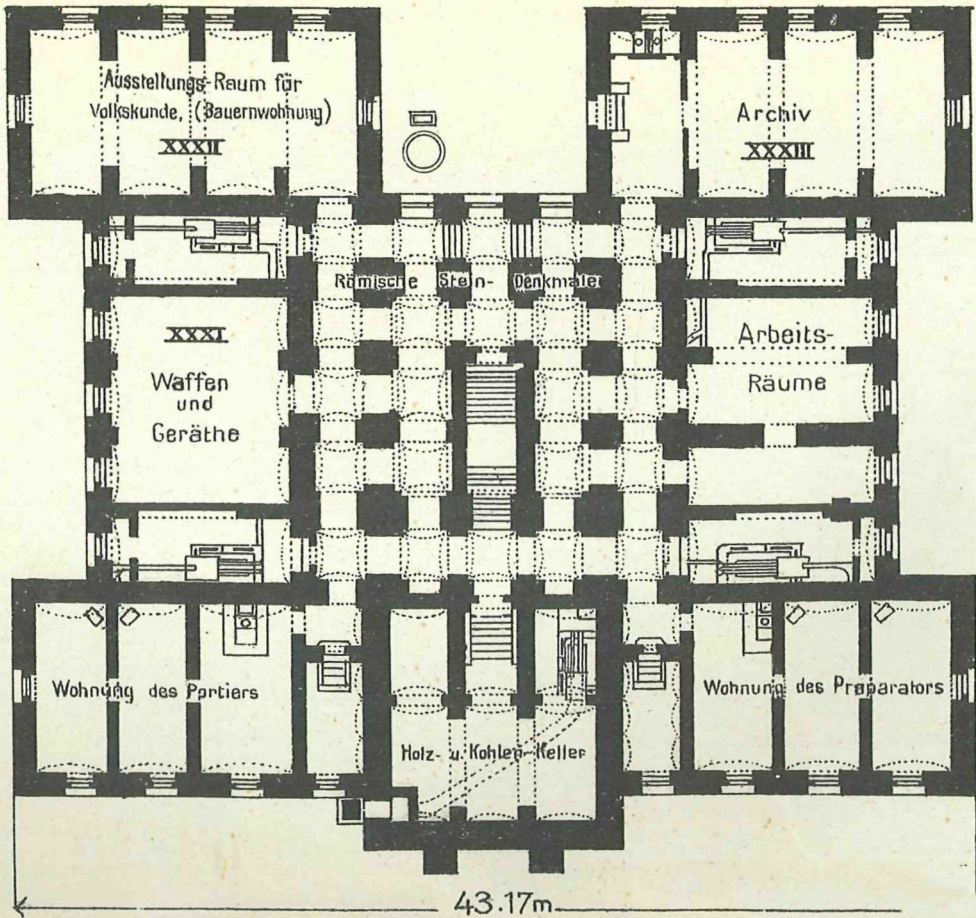 Ausstellungs-Raum für
Volkskunde, (Bauernwohnung)
XXXII
Archiv
XXXIII
Römische Stein- Denkmäler
XXXI
Waffen
und
Geräthe
Arbeits-
Räume
Wohnung des Portiers
Holz- u. Kohlen-Keller
Wohnung des Präparators
43.17m